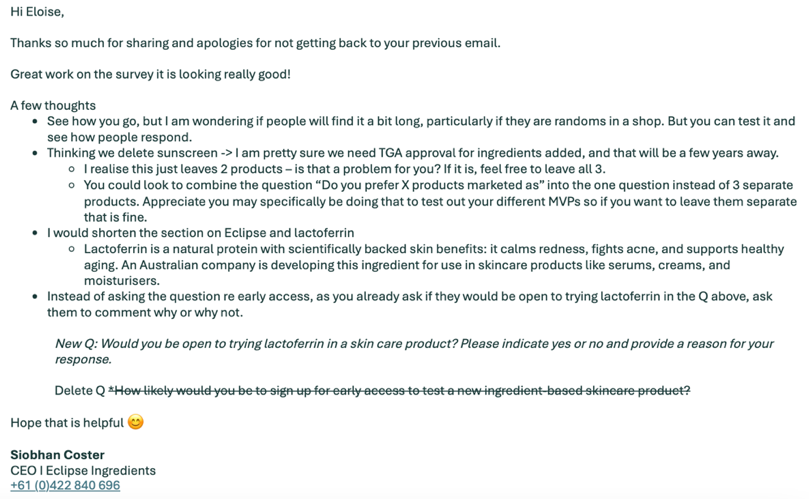 Hi Eloise,
Thanks so much for sharing and apologies for not getting back to your previous email.
Great work on the survey it is looking really good!
A few thoughts
• See how you go, but I am wondering if people will find it a bit long, particularly if they are randoms in a shop. But you can test it and
see how people respond.
• Thinking we delete sunscreen -> I am pretty sure we need TGA approval for ingredients added, and that will be a few years away.
o I realise this just leaves 2 products – is that a problem for you? If it is, feel free to leave all 3.
o You could look to combine the question “Do you prefer X products marketed as” into the one question instead of 3 separate
products. Appreciate you may specifically be doing that to test out your different MVPs so if you want to leave them separate
that is fine.
• I would shorten the section on Eclipse and lactoferrin
o Lactoferrin is a natural protein with scientifically backed skin benefits: it calms redness, fights acne, and supports healthy
aging. An Australian company is developing this ingredient for use in skincare products like serums, creams, and
moisturisers.
• Instead of asking the question re early access, as you already ask if they would be open to trying lactoferrin in the Q above, ask
them to comment why or why not.
New Q: Would you be open to trying lactoferrin in a skin care product? Please indicate yes or no and provide a reason for your
response.
Delete Q *How likely would you be to sign up for early access to test a new ingredient-based skincare product?
Hope that is helpful 😊
Siobhan Coster
CEO I Eclipse Ingredients
+61 (0)422 840 696